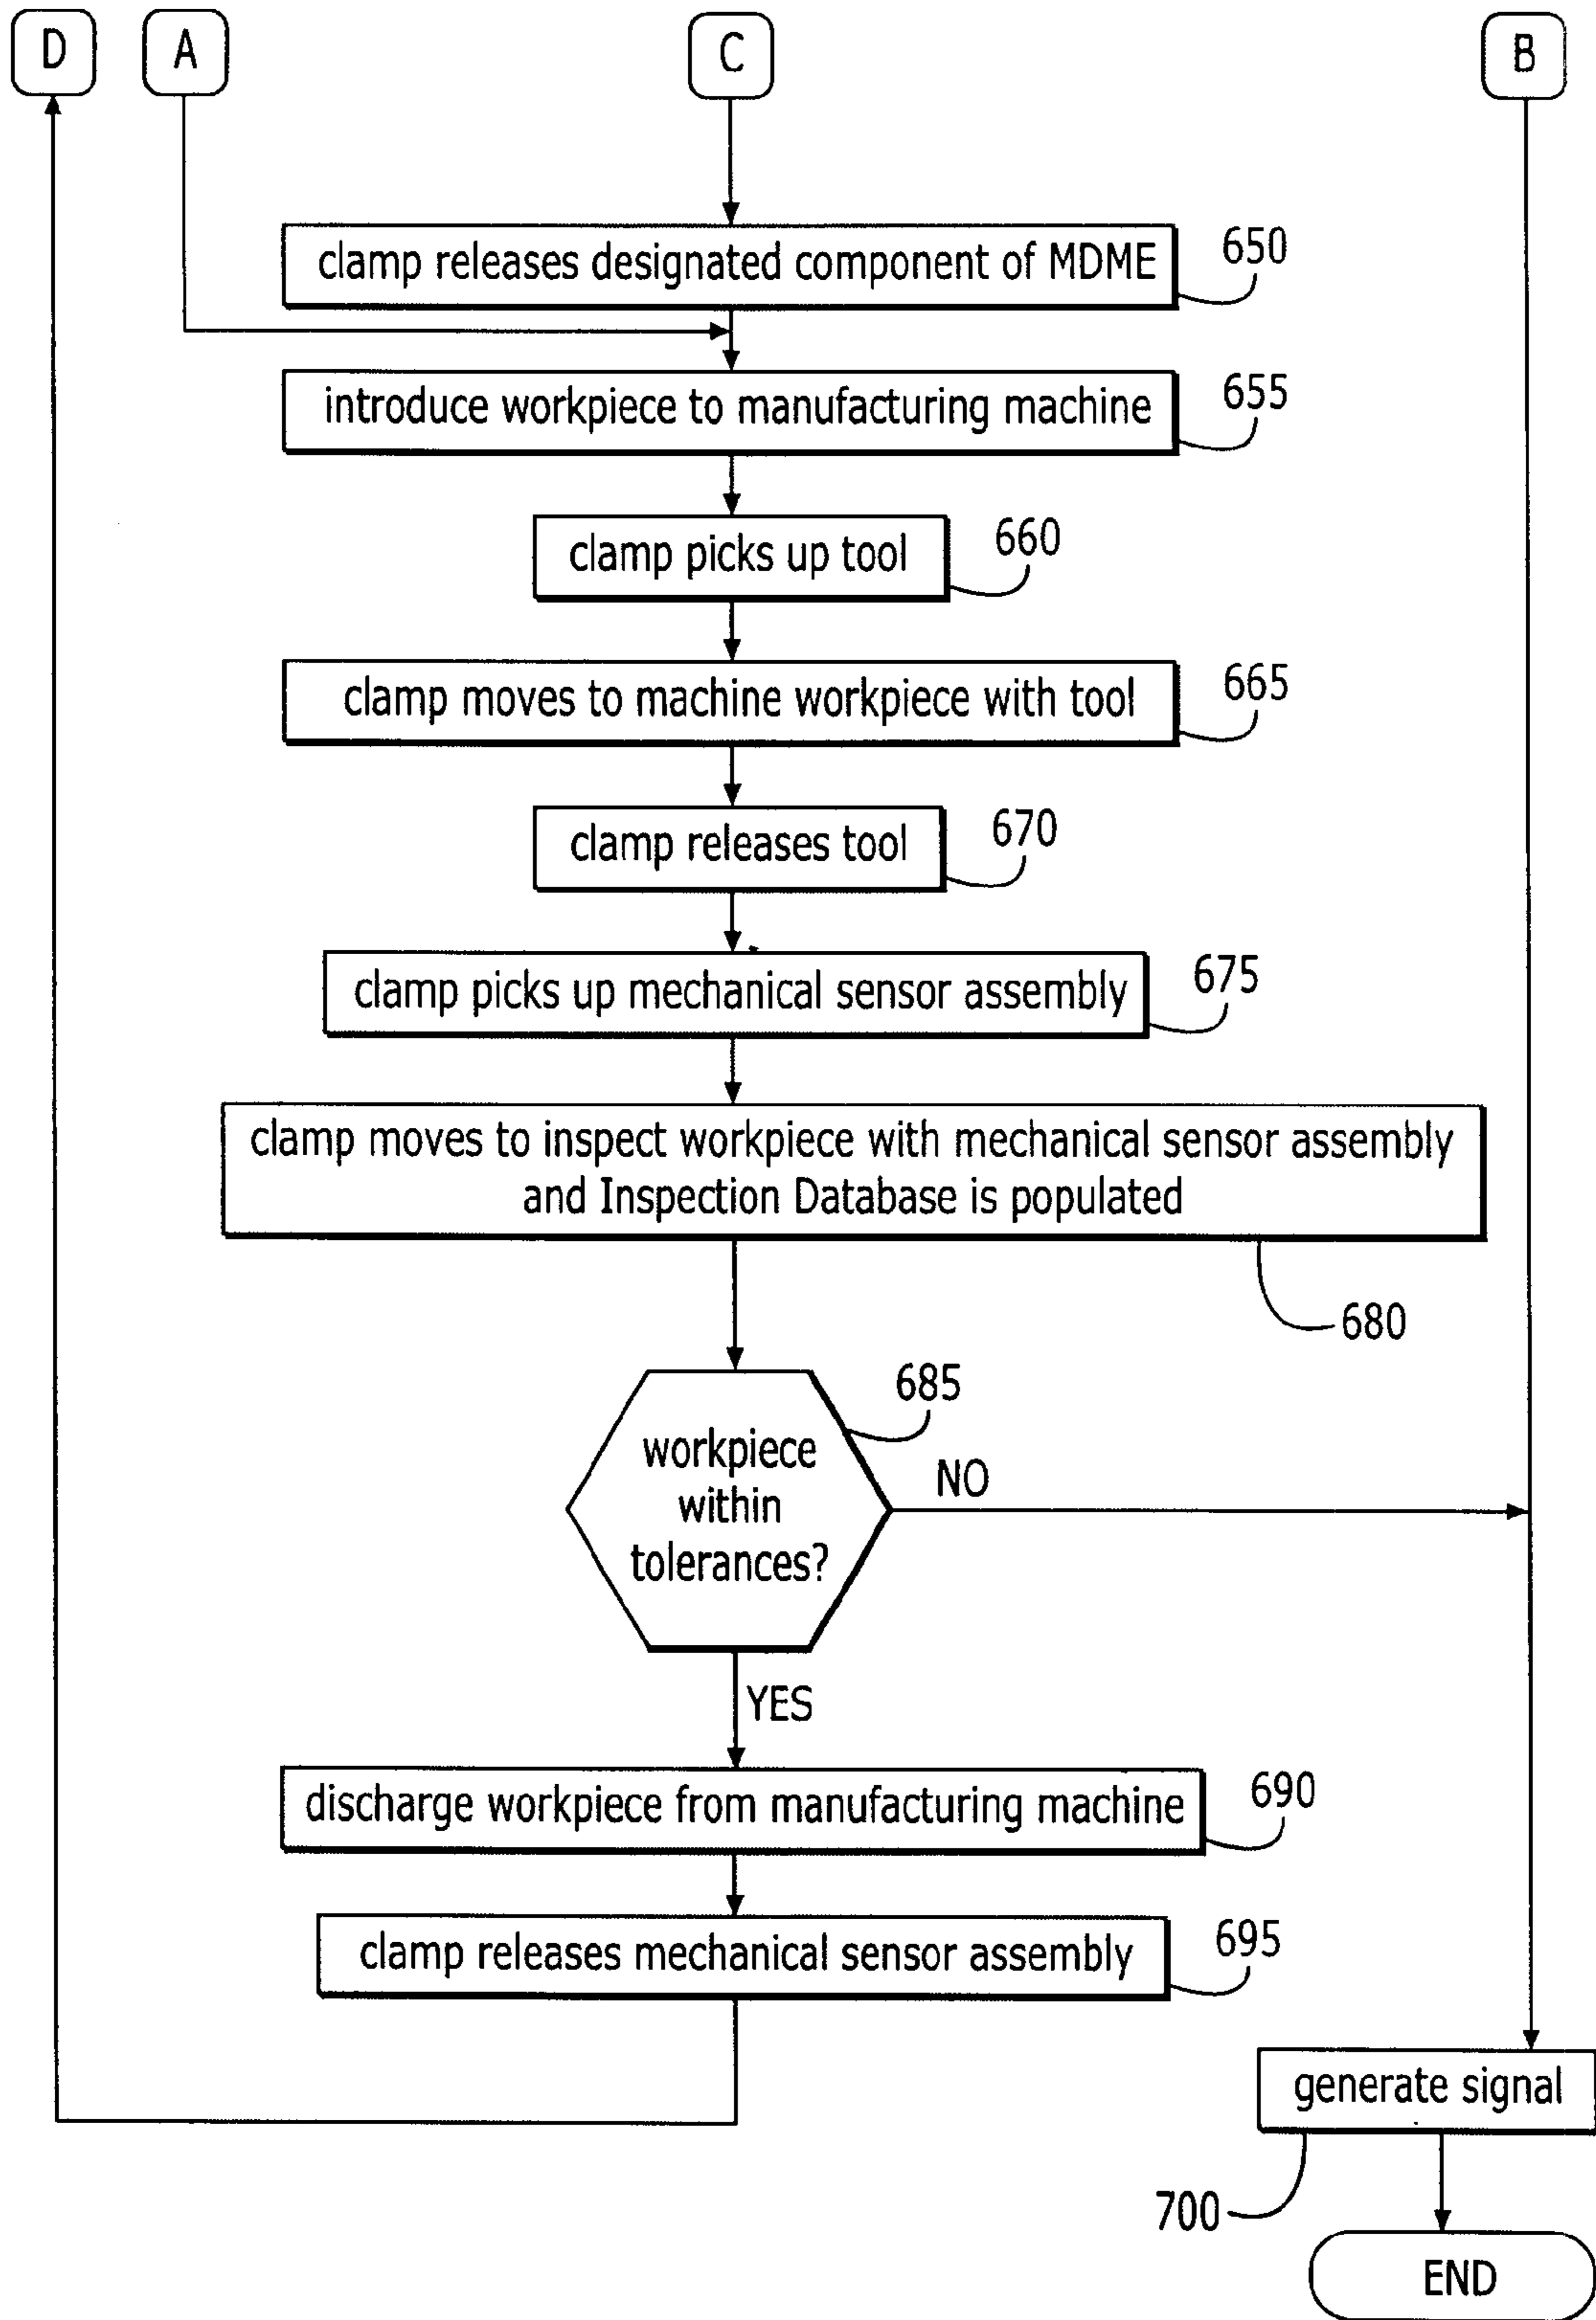 D
A
C
B
clamp releases designated component of MDME
650
introduce workpiece to manufacturing machine
655
clamp picks up tool
660
clamp moves to machine workpiece with tool
665
clamp releases tool
670
clamp picks up mechanical sensor assembly
675
clamp moves to inspect workpiece with mechanical sensor assembly
and Inspection Database is populated
680
685
workpiece
within
tolerances?
NO
YES
discharge workpiece from manufacturing machine
690
clamp releases mechanical sensor assembly
695
generate signal
700
END